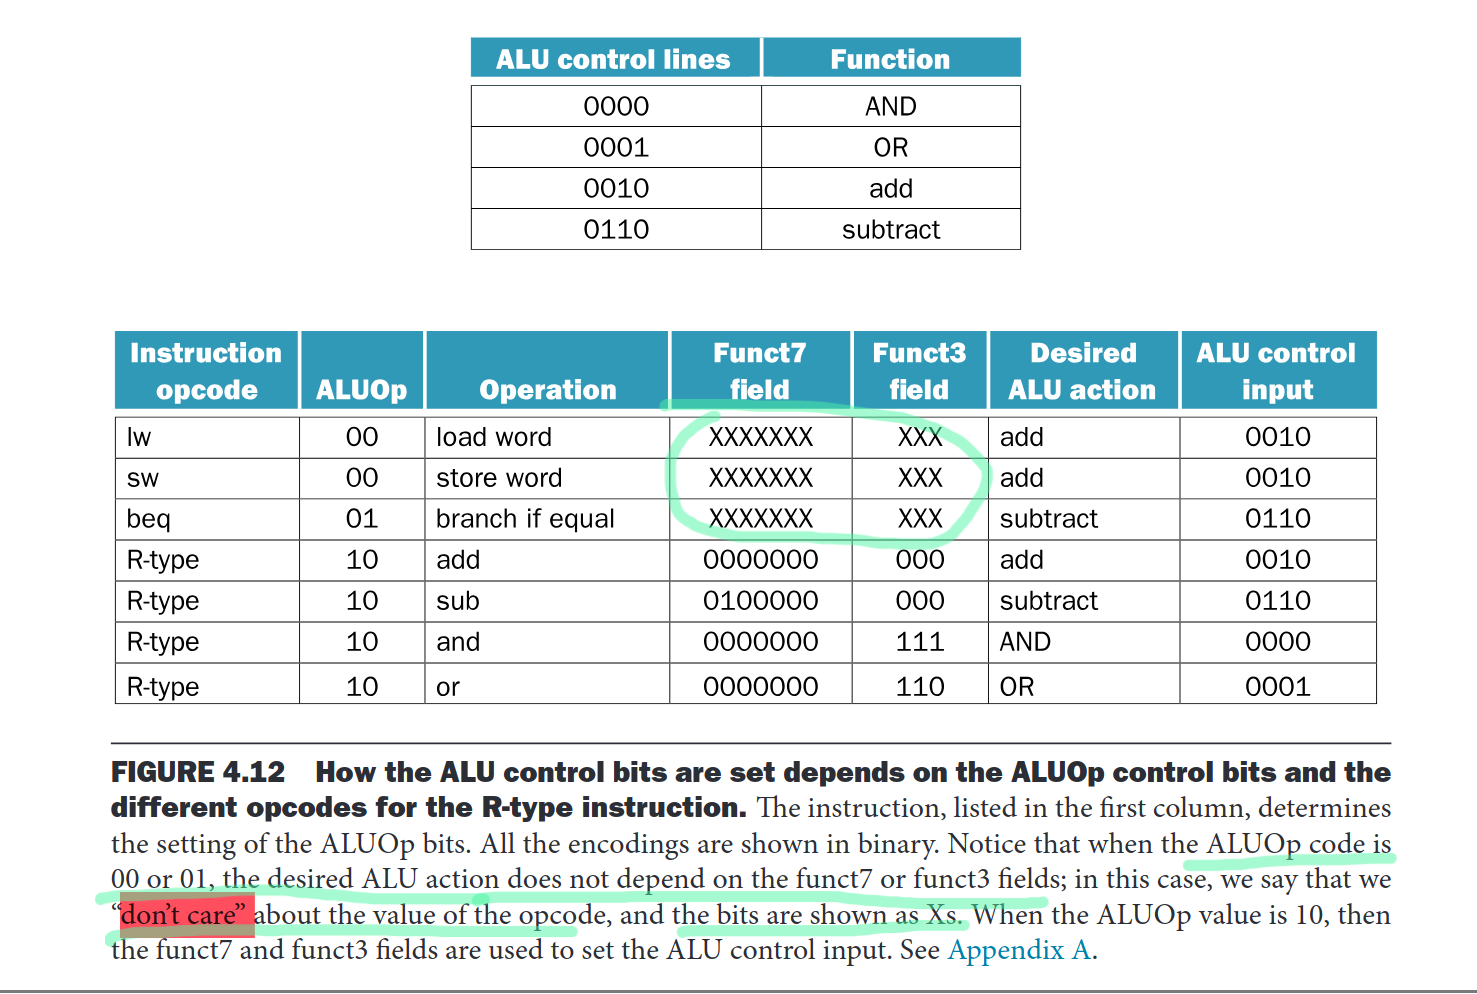 ALU control lines Function
0000 AND
0001 OR
0010 add
0110 subtract
Instruction opcode ALUOp Operation Funct7 field Funct3 field Desired ALU action ALU control input
lw 00 load word XXXXXXX XXX add 0010
sw 00 store word XXXXXXX XXX add 0010
beq 01 branch if equal XXXXXXX XXX subtract 0110
R-type 10 add 0000000 000 add 0010
R-type 10 sub 0100000 000 subtract 0110
R-type 10 and 0000000 111 AND 0000
R-type 10 or 0000000 110 OR 0001
FIGURE 4.12 How the ALU control bits are set depends on the ALUOp control bits and the
different opcodes for the R-type instruction. The instruction, listed in the first column, determines
the setting of the ALUOp bits. All the encodings are shown in binary. Notice that when the ALUOp code is
00 or 01, the desired ALU action does not depend on the funct7 or funct3 fields; in this case, we say that we
“don’t care” about the value of the opcode, and the bits are shown as Xs. When the ALUOp value is 10, then
the funct7 and funct3 fields are used to set the ALU control input. See Appendix A.